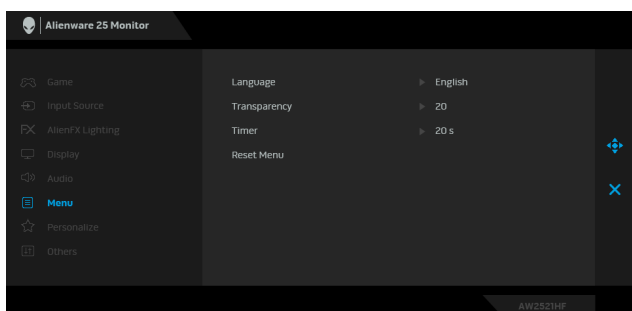 Alienware 25 Monitor
Game
Input Source
FX AlienFX Lighting
Display
Audio
Menu
Personalize
Others
Language English
Transparency 20
Timer 20 s
Reset Menu
AW2521HF